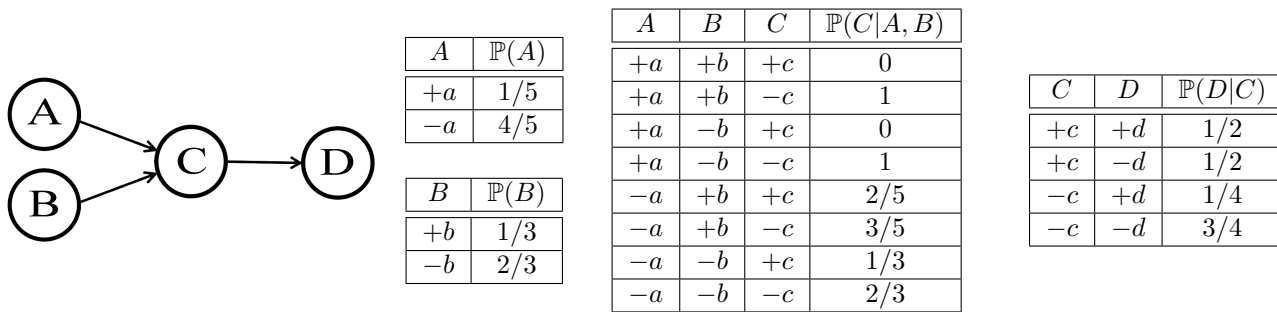 A
B
C
D
A ℙ(A)
+a 1/5
−a 4/5
B ℙ(B)
+b 1/3
−b 2/3
A B C ℙ(C|A, B)
+a +b +c 0
+a +b −c 1
+a −b +c 0
+a −b −c 1
−a +b +c 2/5
−a +b −c 3/5
−a −b +c 1/3
−a −b −c 2/3
C D ℙ(D|C)
+c +d 1/2
+c −d 1/2
−c +d 1/4
−c −d 3/4